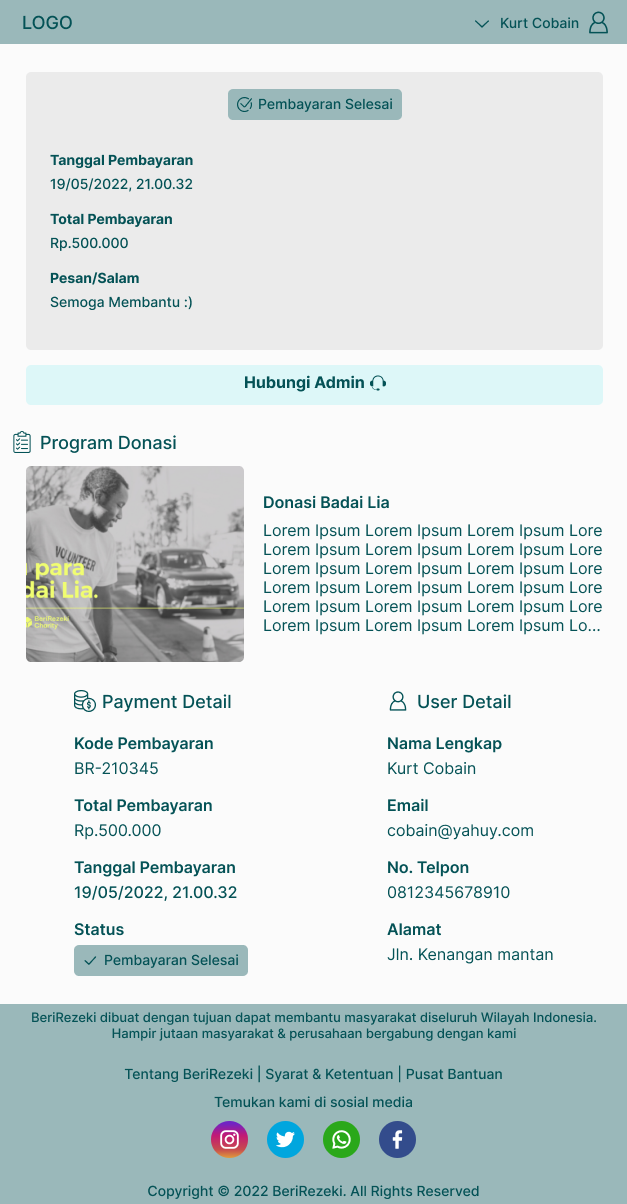 LOGO
Kurt Cobain
Pembayaran Selesai
Tanggal Pembayaran
19/05/2022, 21.00.32
Total Pembayaran
Rp.500.000
Pesan/Salam
Semoga Membantu :)
Hubungi Admin
Program Donasi
VOLUNTEER
para
dai Lia.
BeriRezeki
Charity
Donasi Badai Lia
Lorem Ipsum Lorem Ipsum Lorem Ipsum Lore
Lorem Ipsum Lorem Ipsum Lorem Ipsum Lore
Lorem Ipsum Lorem Ipsum Lorem Ipsum Lore
Lorem Ipsum Lorem Ipsum Lorem Ipsum Lore
Lorem Ipsum Lorem Ipsum Lorem Ipsum Lore
Lorem Ipsum Lorem Ipsum Lorem Ipsum Lo...
Payment Detail
Kode Pembayaran
BR-210345
Total Pembayaran
Rp.500.000
Tanggal Pembayaran
19/05/2022, 21.00.32
Status
Pembayaran Selesai
User Detail
Nama Lengkap
Kurt Cobain
Email
cobain@yahuy.com
No. Telpon
0812345678910
Alamat
Jln. Kenangan mantan
BeriRezeki dibuat dengan tujuan dapat membantu masyarakat diseluruh Wilayah Indonesia.
Hampir jutaan masyarakat & perusahaan bergabung dengan kami
Tentang BeriRezeki | Syarat & Ketentuan | Pusat Bantuan
Temukan kami di sosial media
Copyright © 2022 BeriRezeki. All Rights Reserved